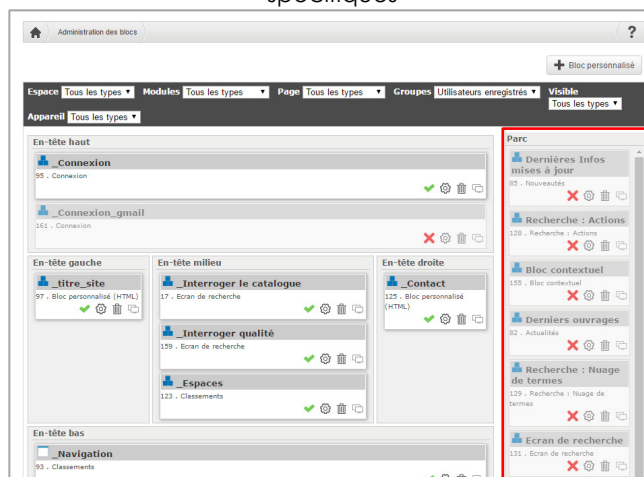 spécifiques
Administration des blocs
?
Bloc personnalisé
Espace Tous les types Modules Tous les types Page Tous les types Groupes Utilisateurs enregistrés Visible Tous les types
Appareil Tous les types
En-tête haut
_Connexion
95 . Connexion
_Connexion_gmail
161 . Connexion
En-tête gauche
_titre_site
97 . Bloc personnalisé (HTML)
En-tête milieu
_Interroger le catalogue
17 . Ecran de recherche
_Interroger qualité
159 . Ecran de recherche
_Espaces
123 . Classements
En-tête droite
_Contact
125 . Bloc personnalisé
(HTML)
En-tête bas
_Navigation
93 . Classements
Parc
Dernières Infos
mises à jour
85 . Nouveautés
Recherche : Actions
128 . Recherche : Actions
Bloc contextuel
155 . Bloc contextuel
Derniers ouvrages
82 . Actualités
Recherche : Nuage
de termes
129 . Recherche : Nuage de
termes
Ecran de recherche
131 . Ecran de recherche